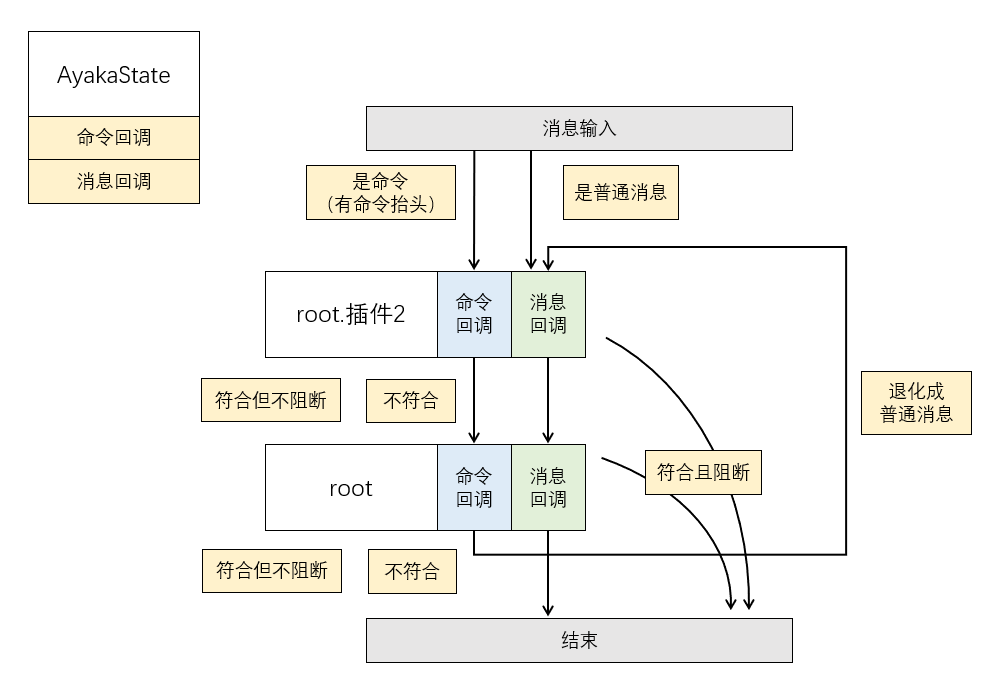 AyakaState
命令回调
消息回调
消息输入
是命令
（有命令抬头）
是普通消息
root.插件2
命令
回调
消息
回调
符合但不阻断
不符合
退化成
普通消息
root
命令
回调
消息
回调
符合且阻断
符合但不阻断
不符合
结束